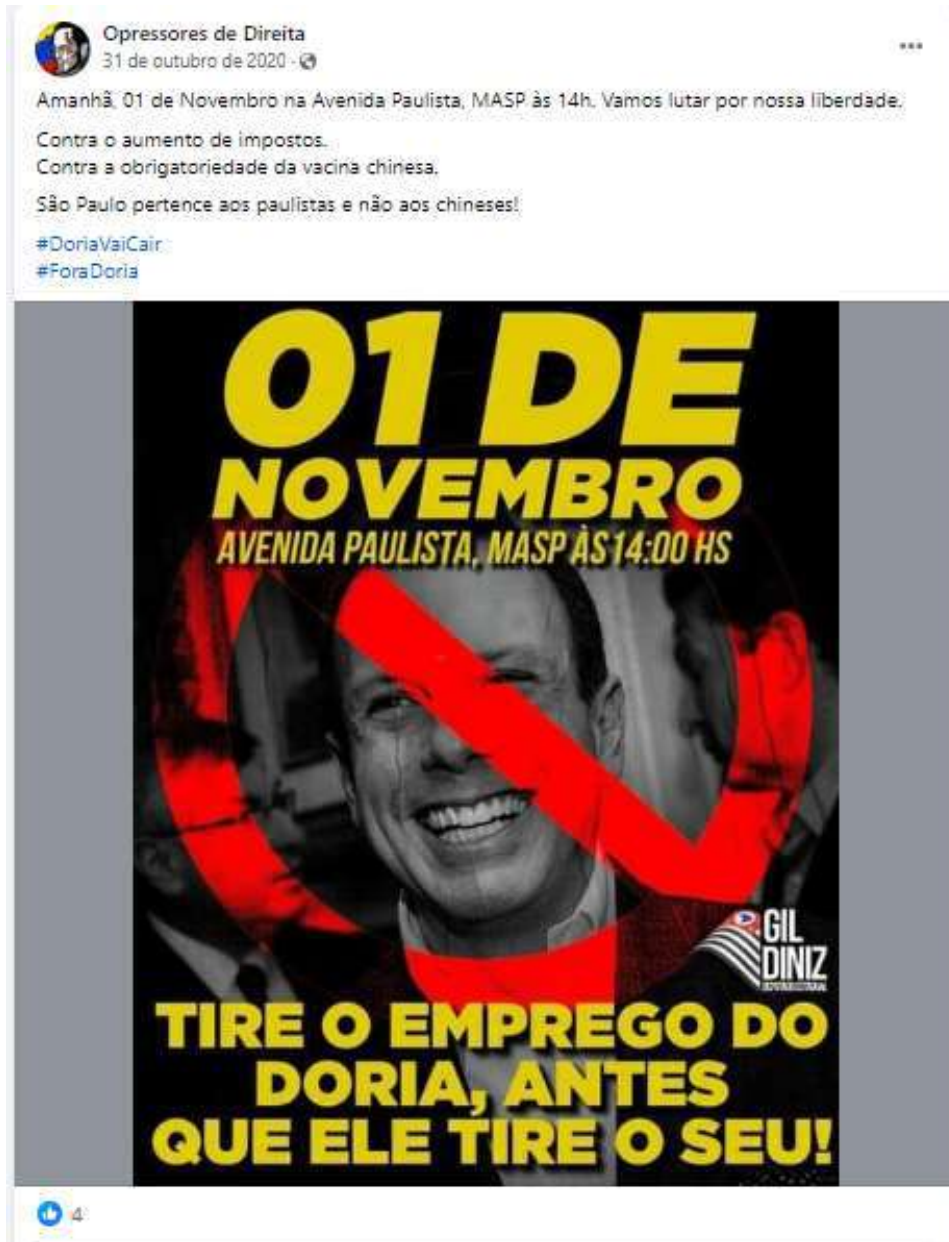 Opressores de Direita
31 de outubro de 2020 ·
Amanhã, 01 de Novembro na Avenida Paulista, MASP às 14h. Vamos lutar por nossa liberdade.
Contra o aumento de impostos.
Contra a obrigatoriedade da vacina chinesa.
São Paulo pertence aos paulistas e não aos chineses!
#DoriaVaiCair
#ForaDoria
01 DE
NOVEMBRO
AVENIDA PAULISTA, MASP ÀS 14:00 HS
GIL
DINIZ
TIRE O EMPREGO DO
DORIA, ANTES
QUE ELE TIRE O SEU!
4